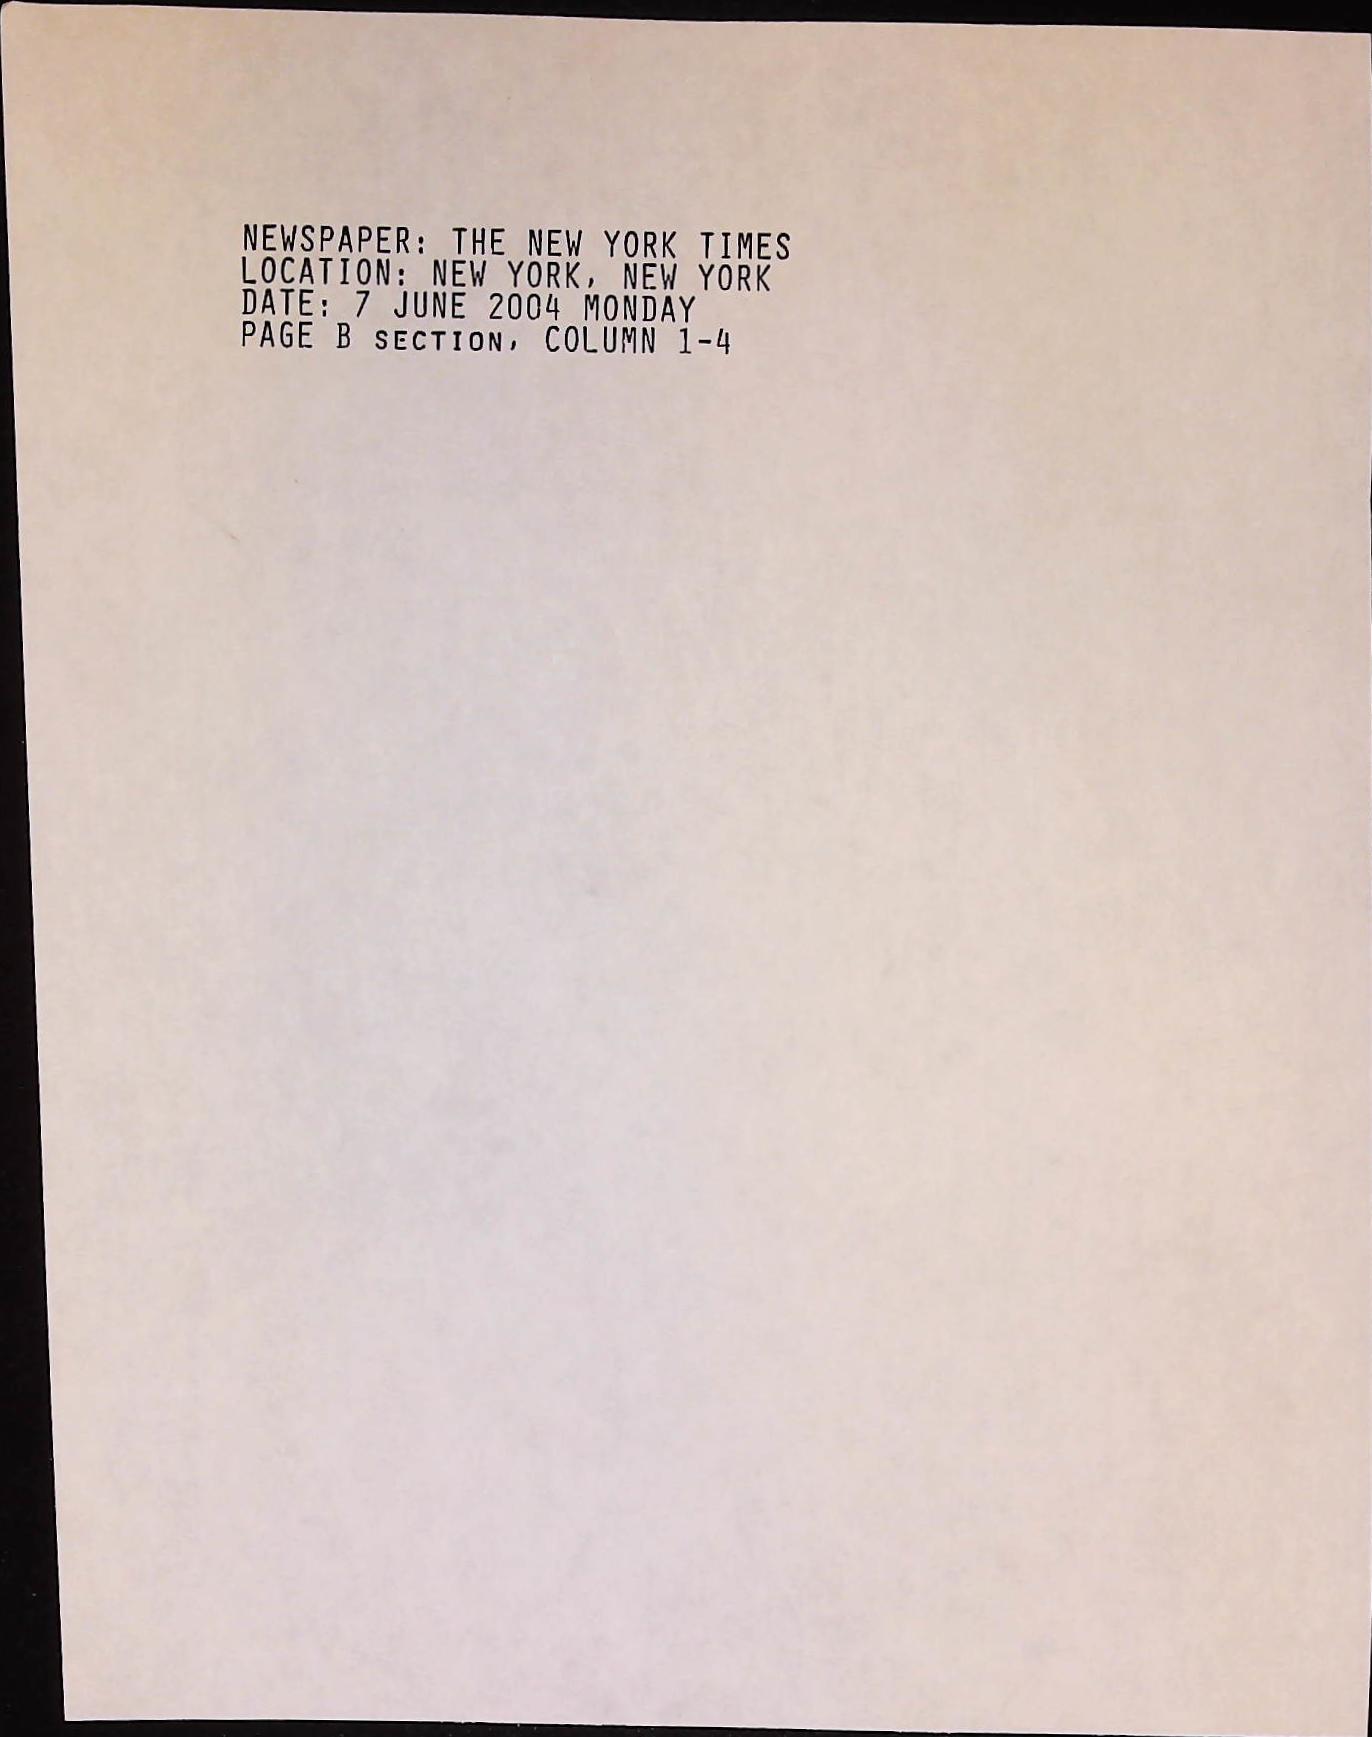 NEWSPAPER: THE NEW YORK TIMES
LOCATION: NEW YORK, NEW YORK
DATE: 7 JUNE 2004 MONDAY
PAGE B SECTION, COLUMN 1-4